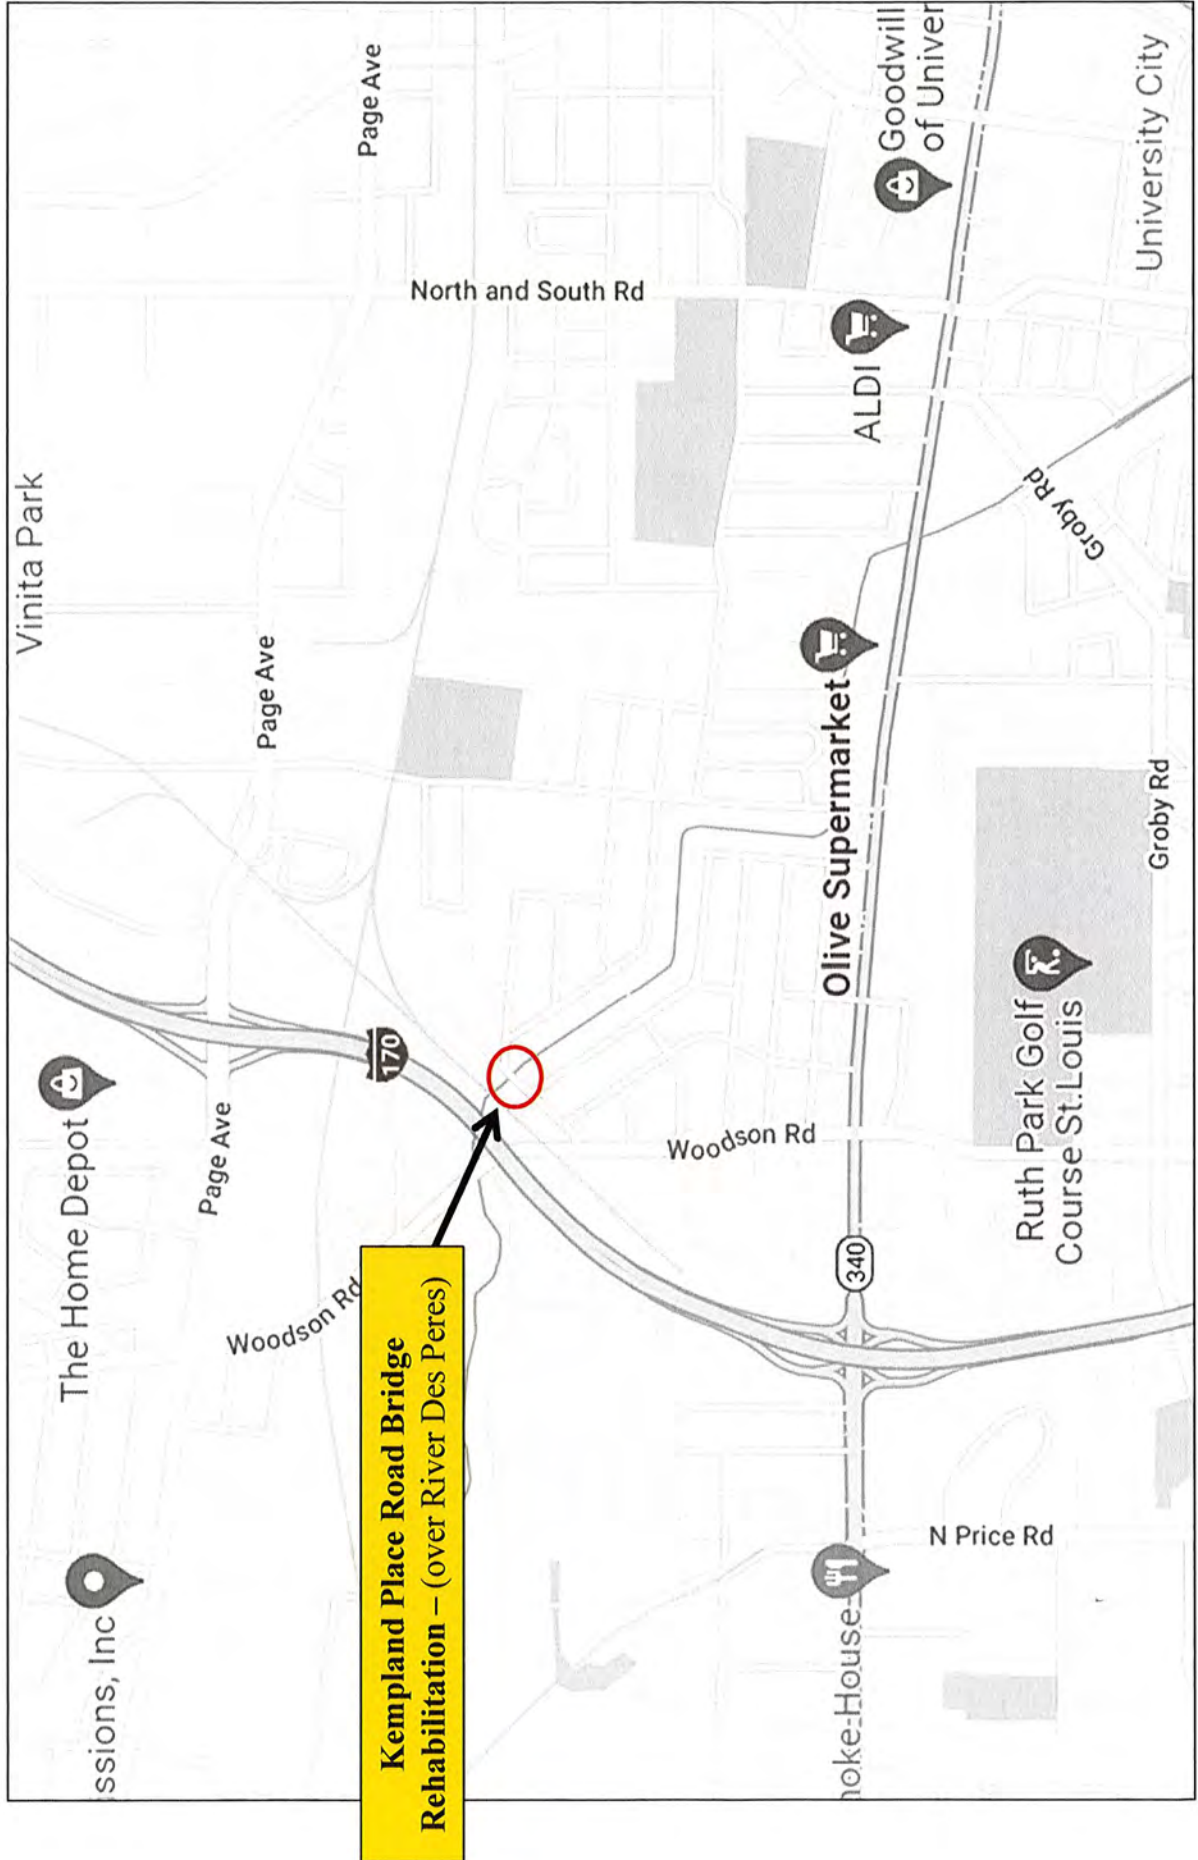 Vinita Park
Page Ave
Page Ave
Page Ave
North and South Rd
Goodwill
of Univer
University City
ALDI
Groby Rd
Groby Rd
Olive Supermarket
The Home Depot
170
Woodson Rd
Woodson Rd
Ruth Park Golf
Course St.Louis
340
Kempland Place Road Bridge
Rehabilitation – (over River Des Peres)
N Price Rd
ssions, Inc
noke-House